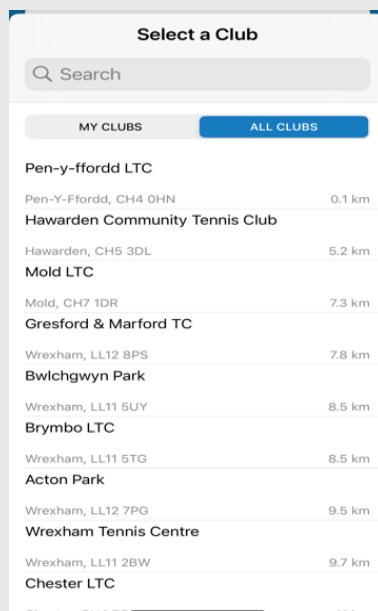 Select a Club
Search
MY CLUBS ALL CLUBS
Pen-y-ffordd LTC
Pen-Y-Ffordd, CH4 0HN 0.1 km
Hawarden Community Tennis Club
Hawarden, CH5 3DL 5.2 km
Mold LTC
Mold, CH7 1DR 7.3 km
Gresford & Marford TC
Wrexham, LL12 8PS 7.8 km
Bwlchgwyn Park
Wrexham, LL11 5UY 8.5 km
Brymbo LTC
Wrexham, LL11 5TG 8.5 km
Acton Park
Wrexham, LL12 7PG 9.5 km
Wrexham Tennis Centre
Wrexham, LL11 2BW 9.7 km
Chester LTC